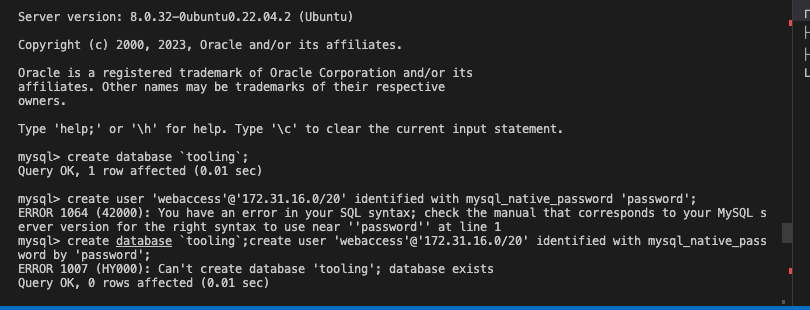 Server version: 8.0.32-0ubuntu0.22.04.2 (Ubuntu)
Copyright (c) 2000, 2023, Oracle and/or its affiliates.
Oracle is a registered trademark of Oracle Corporation and/or its
affiliates. Other names may be trademarks of their respective
owners.
Type 'help;' or '\h' for help. Type '\c' to clear the current input statement.
mysql> create database `tooling`;
Query OK, 1 row affected (0.01 sec)
mysql> create user 'webaccess'@'172.31.16.0/20' identified with mysql_native_password 'password';
ERROR 1064 (42000): You have an error in your SQL syntax; check the manual that corresponds to your MySQL s
erver version for the right syntax to use near ''password'' at line 1
mysql> create database `tooling`;create user 'webaccess'@'172.31.16.0/20' identified with mysql_native_pass
word by 'password';
ERROR 1007 (HY000): Can't create database 'tooling'; database exists
Query OK, 0 rows affected (0.01 sec)